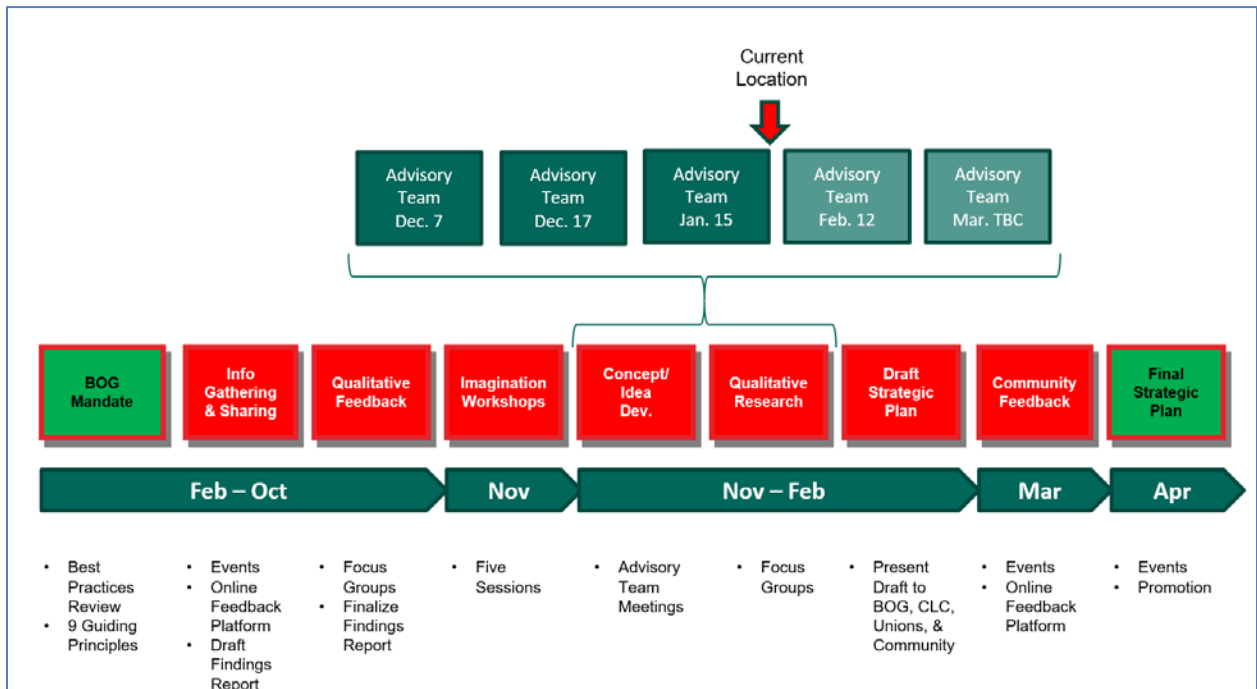 Current
Location
Advisory
Team
Dec. 7
Advisory
Team
Dec. 17
Advisory
Team
Jan. 15
Advisory
Team
Feb. 12
Advisory
Team
Mar. TBC
BOG
Mandate
Info
Gathering
& Sharing
Qualitative
Feedback
Imagination
Workshops
Concept/
Idea
Dev.
Qualitative
Research
Draft
Strategic
Plan
Community
Feedback
Final
Strategic
Plan
Feb – Oct
Nov
Nov – Feb
Mar
Apr
• Best
Practices
Review
• 9 Guiding
Principles
• Events
• Online
Feedback
Platform
• Draft
Findings
Report
• Focus
Groups
• Finalize
Findings
Report
• Five
Sessions
• Advisory
Team
Meetings
• Focus
Groups
• Present
Draft to
BOG, CLC,
Unions, &
Community
• Events
• Online
Feedback
Platform
• Events
• Promotion